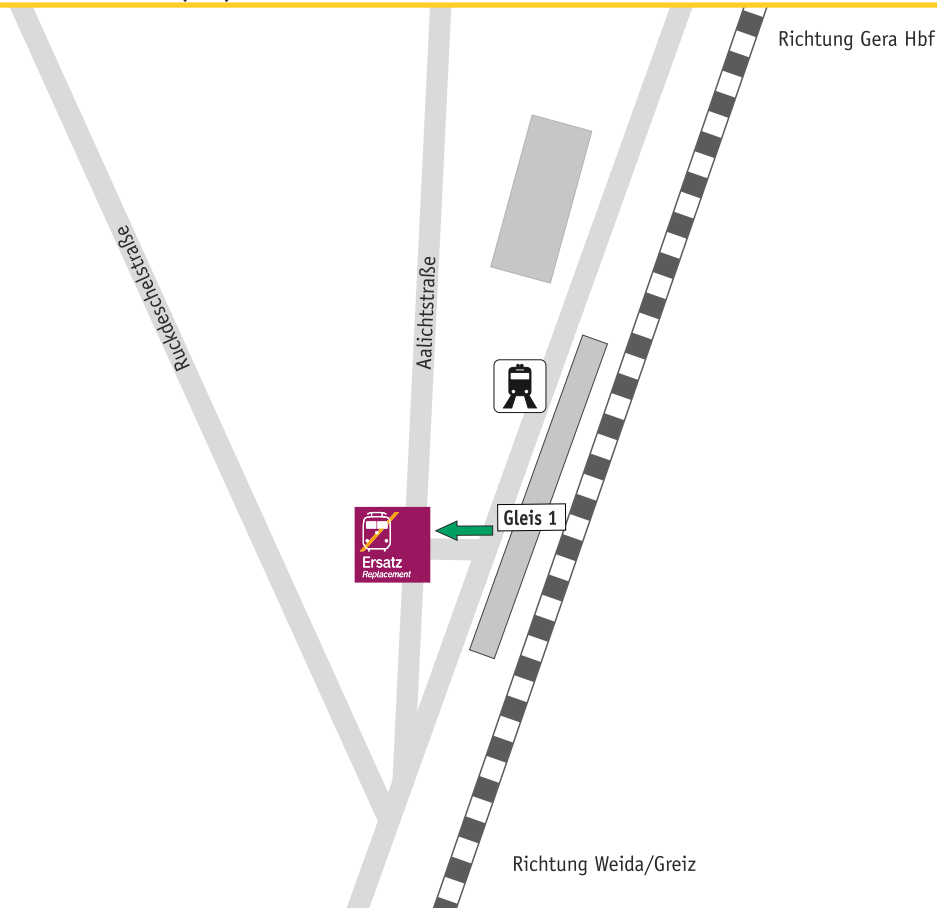 Richtung Gera Hbf
Ruckdeschelstraße
Aalichtstraße
Gleis 1
Ersatz
Replacement
Richtung Weida/Greiz